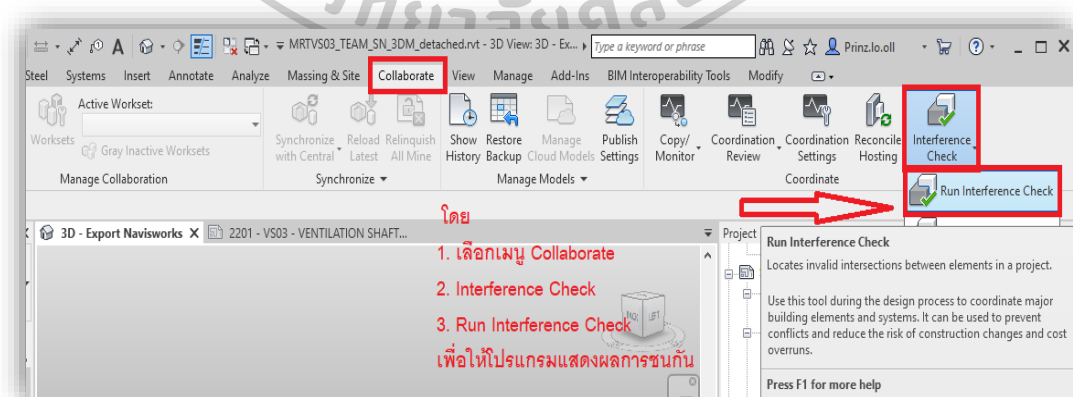 วิทยาลัย
MRTVS03_TEAM_SN_3DM_detached.rvt - 3D View: 3D - Ex... Type a keyword or phrase Prinz.lo.oll
Steel Systems Insert Annotate Analyze Massing & Site Collaborate View Manage Add-Ins BIM Interoperability Tools Modify
Active Workset:
Worksets
Gray Inactive Worksets
Synchronize with Central
Reload Latest
Relinquish All Mine
Show History
Restore Backup
Manage Cloud Models
Publish Settings
Copy/ Monitor
Coordination Review
Coordination Settings
Reconcile Hosting
Interference Check
Manage Collaboration Synchronize Manage Models Coordinate
Run Interference Check
โดย
3D - Export Navisworks X 2201 - VS03 - VENTILATION SHAFT... Project
1. เลือกเมนู Collaborate
2. Interference Check
3. Run Interference Check
เพื่อให้โปรแกรมแสดงผลการชนกัน
LEFT
Run Interference Check
Locates invalid intersections between elements in a project.
Use this tool during the design process to coordinate major
building elements and systems. It can be used to prevent
conflicts and reduce the risk of construction changes and cost
overruns.
Press F1 for more help